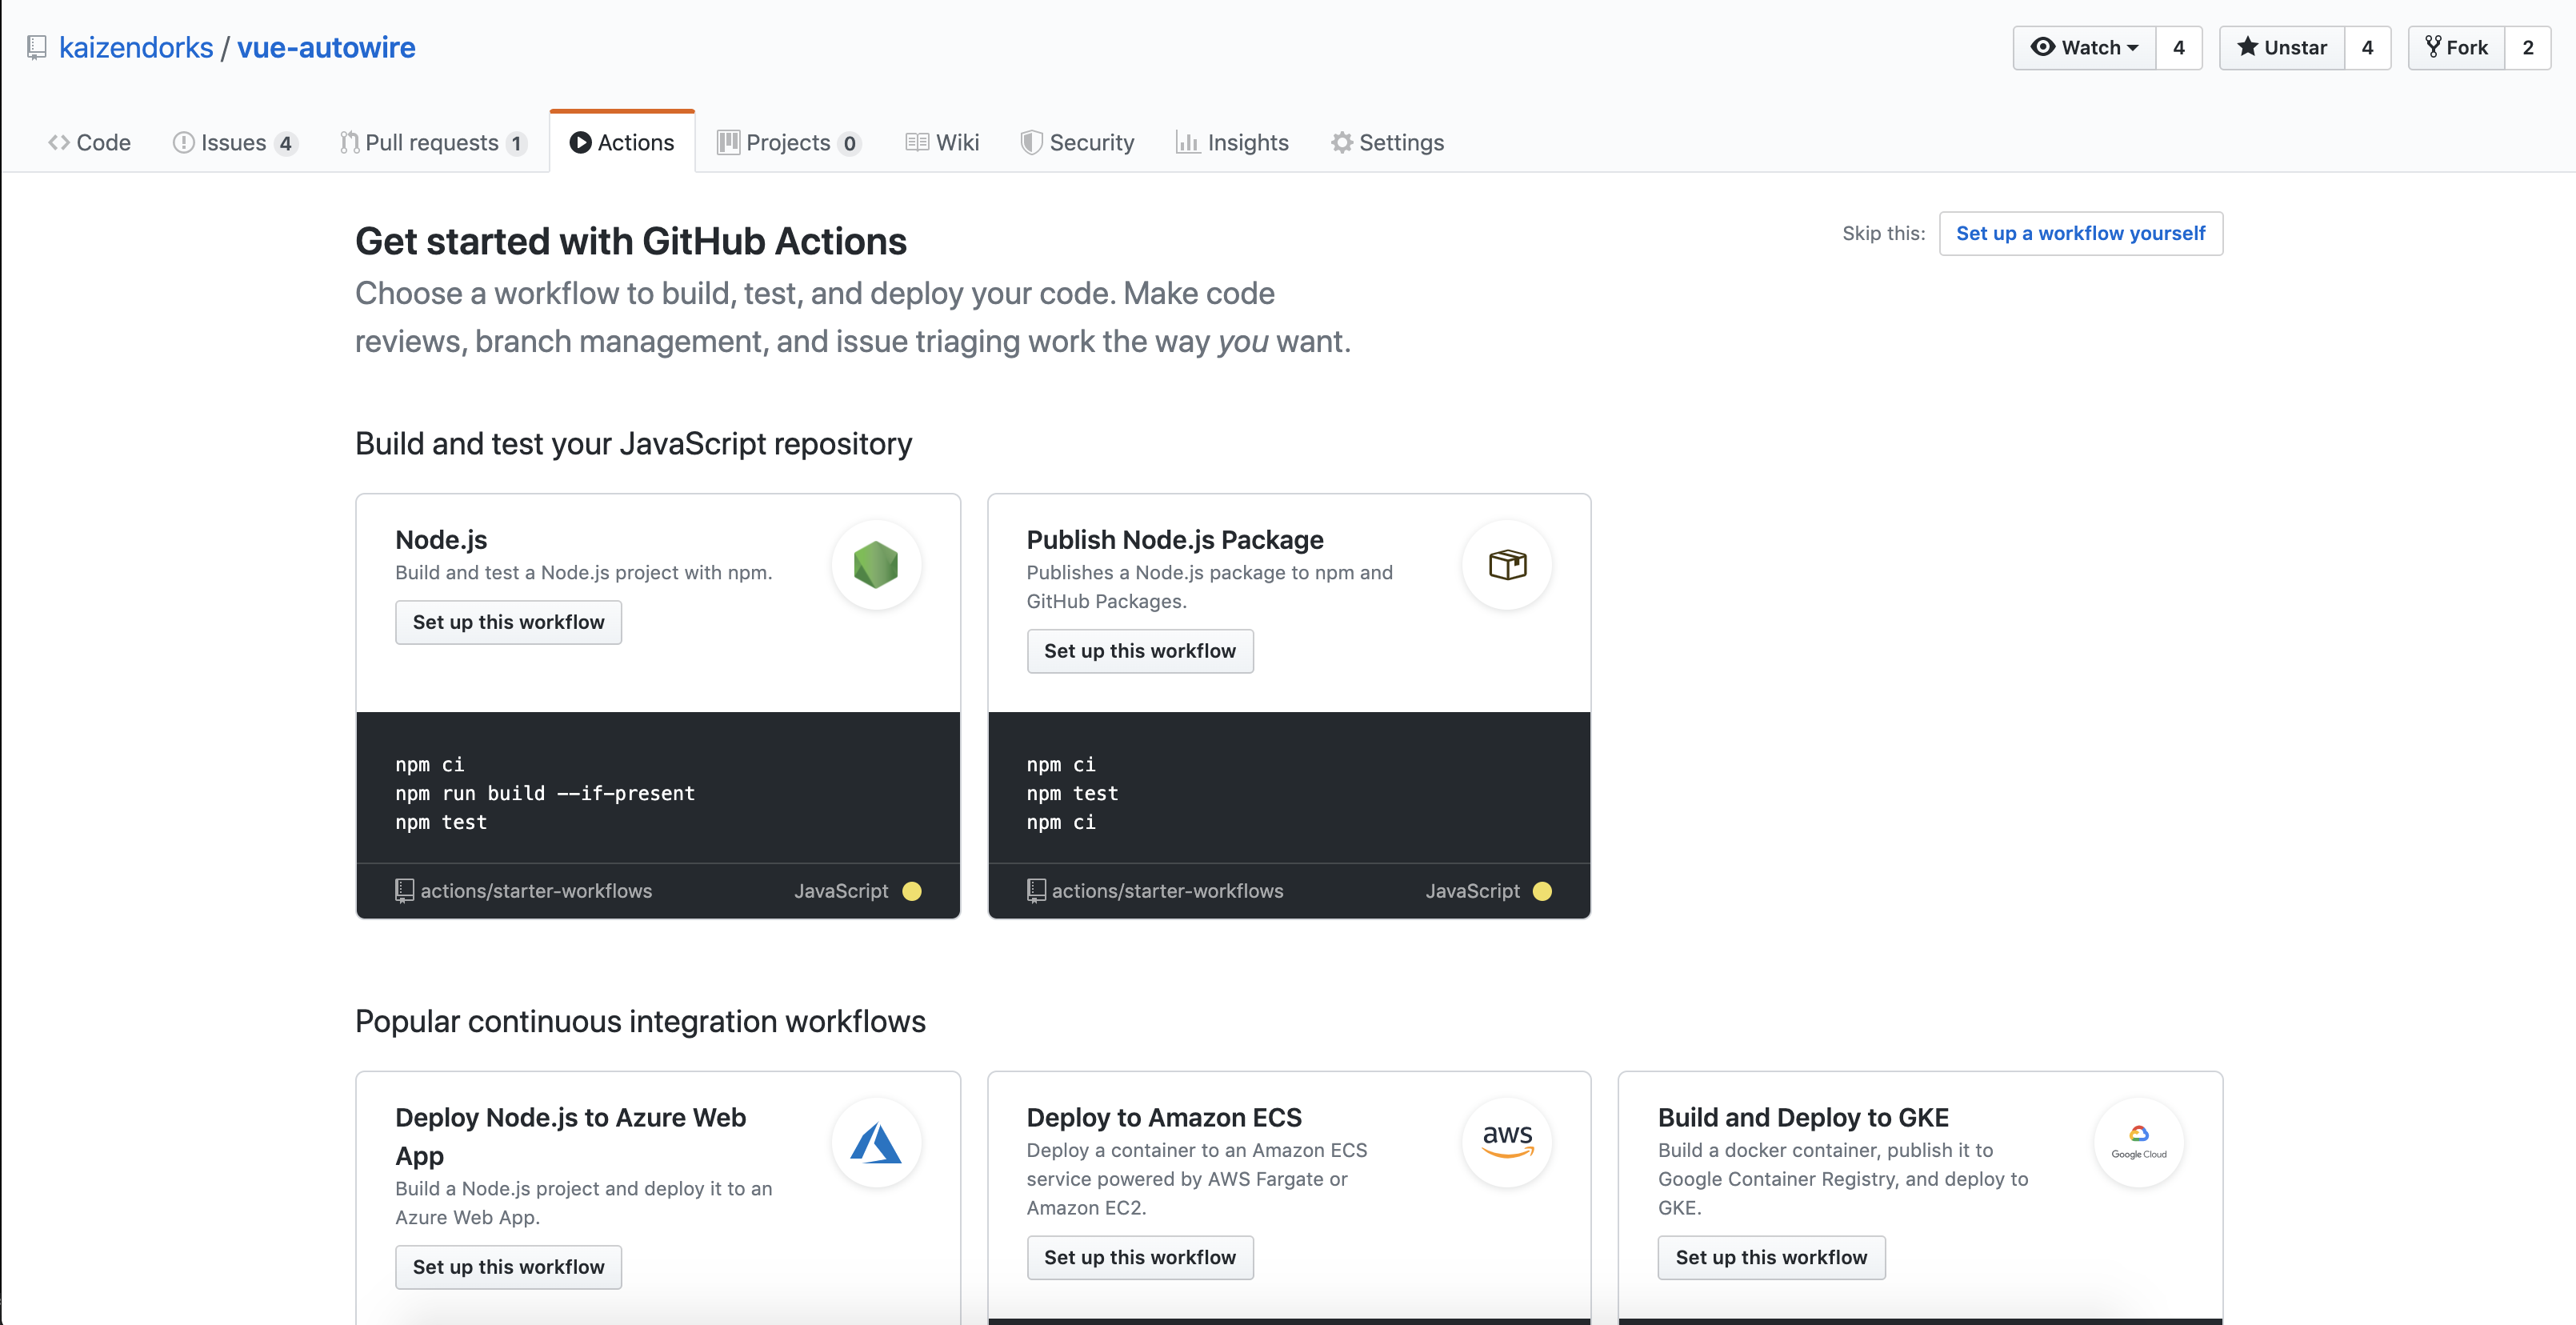 kaizendorks / vue-autowire
Watch 4
Unstar 4
Fork 2
Code
Issues 4
Pull requests 1
Actions
Projects 0
Wiki
Security
Insights
Settings
Get started with GitHub Actions
Choose a workflow to build, test, and deploy your code. Make code
reviews, branch management, and issue triaging work the way you want.
Skip this: Set up a workflow yourself
Build and test your JavaScript repository
Node.js
Build and test a Node.js project with npm.
Set up this workflow
npm ci
npm run build --if-present
npm test
actions/starter-workflows JavaScript
Publish Node.js Package
Publishes a Node.js package to npm and
GitHub Packages.
Set up this workflow
npm ci
npm test
npm ci
actions/starter-workflows JavaScript
Popular continuous integration workflows
Deploy Node.js to Azure Web
App
Build a Node.js project and deploy it to an
Azure Web App.
Set up this workflow
Deploy to Amazon ECS
Deploy a container to an Amazon ECS
service powered by AWS Fargate or
Amazon EC2.
Set up this workflow
aws
Build and Deploy to GKE
Build a docker container, publish it to
Google Container Registry, and deploy to
GKE.
Set up this workflow
Google Cloud